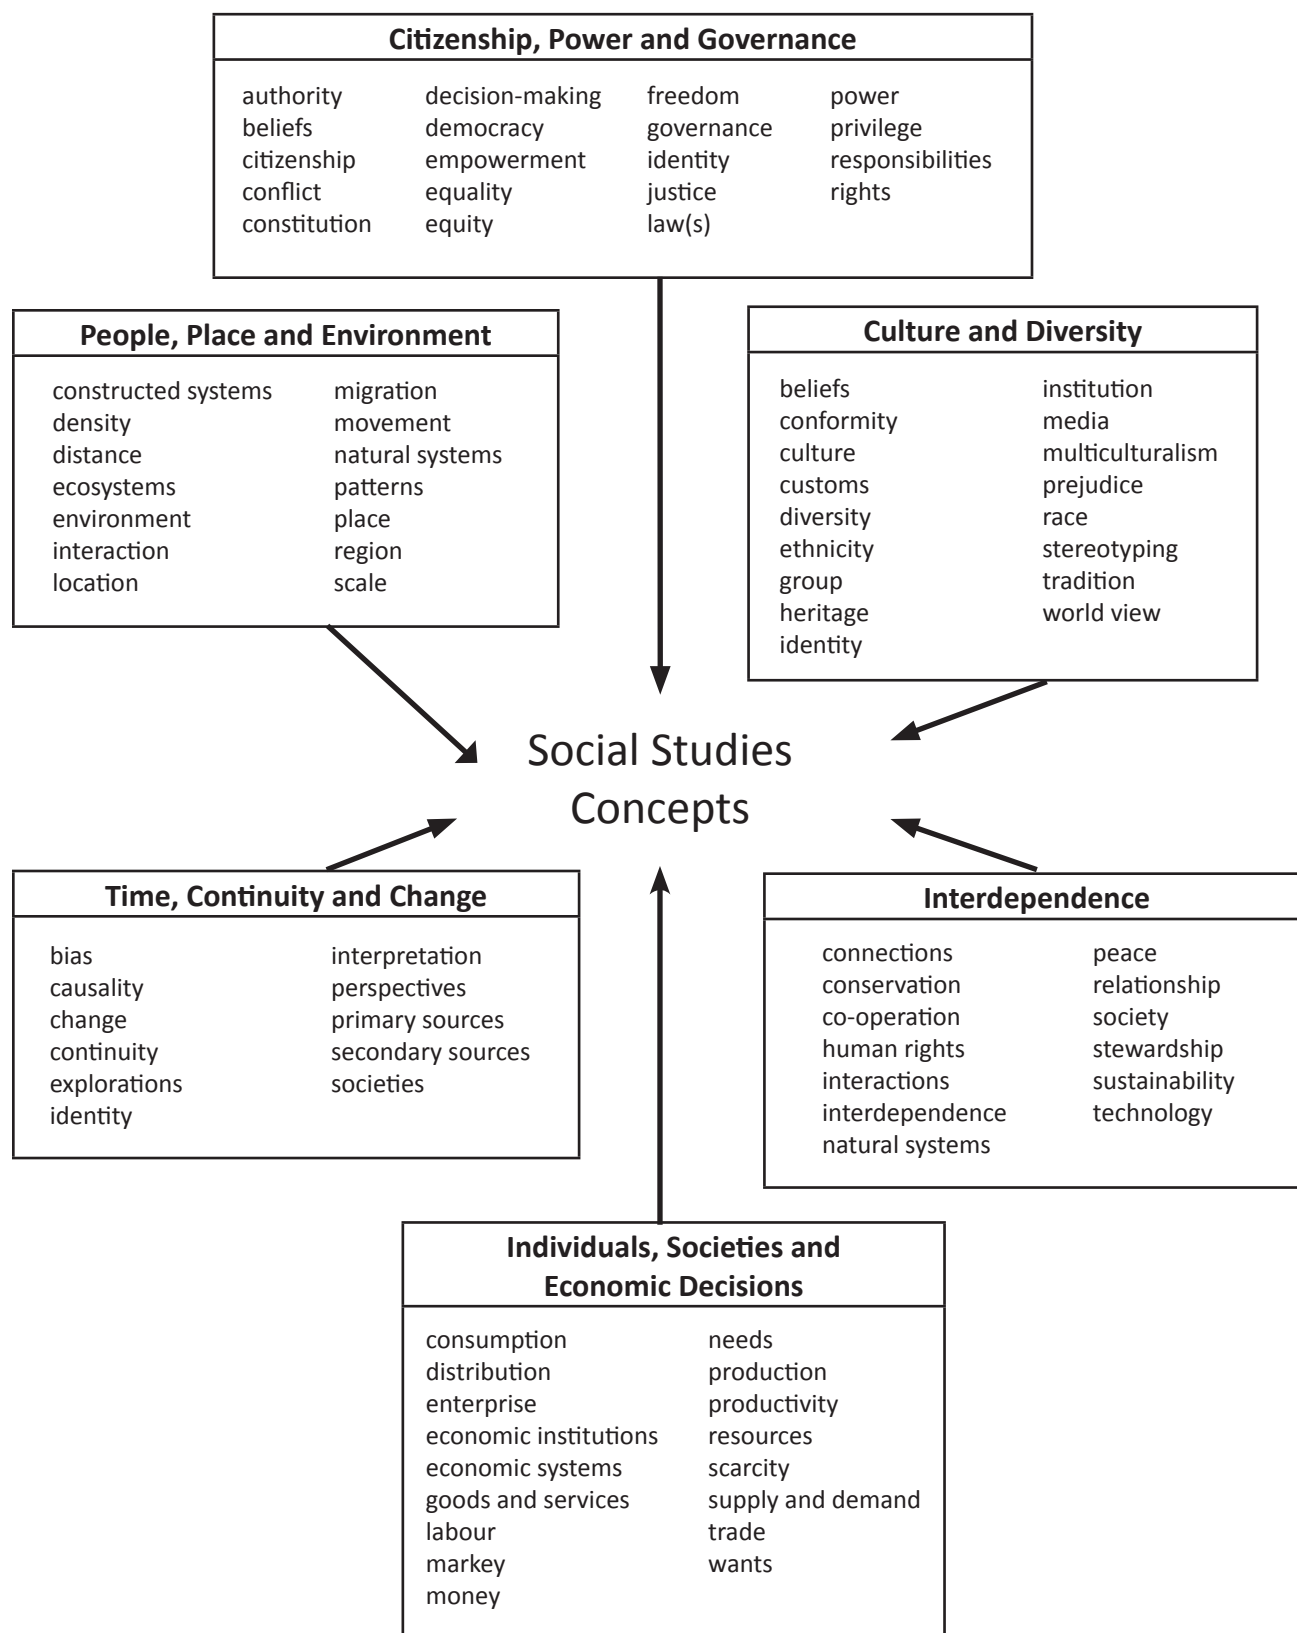 Citizenship, Power and Governance
authority
beliefs
citizenship
conflict
constitution
decision-making
democracy
empowerment
equality
equity
freedom
governance
identity
justice
law(s)
power
privilege
responsibilities
rights
People, Place and Environment
constructed systems
density
distance
ecosystems
environment
interaction
location
migration
movement
natural systems
patterns
place
region
scale
Culture and Diversity
beliefs
conformity
culture
customs
diversity
ethnicity
group
heritage
identity
institution
media
multiculturalism
prejudice
race
stereotyping
tradition
world view
Social Studies
Concepts
Time, Continuity and Change
bias
causality
change
continuity
explorations
identity
interpretation
perspectives
primary sources
secondary sources
societies
Interdependence
connections
conservation
co-operation
human rights
interactions
interdependence
natural systems
peace
relationship
society
stewardship
sustainability
technology
Individuals, Societies and
Economic Decisions
consumption
distribution
enterprise
economic institutions
economic systems
goods and services
labour
markey
money
needs
production
productivity
resources
scarcity
supply and demand
trade
wants